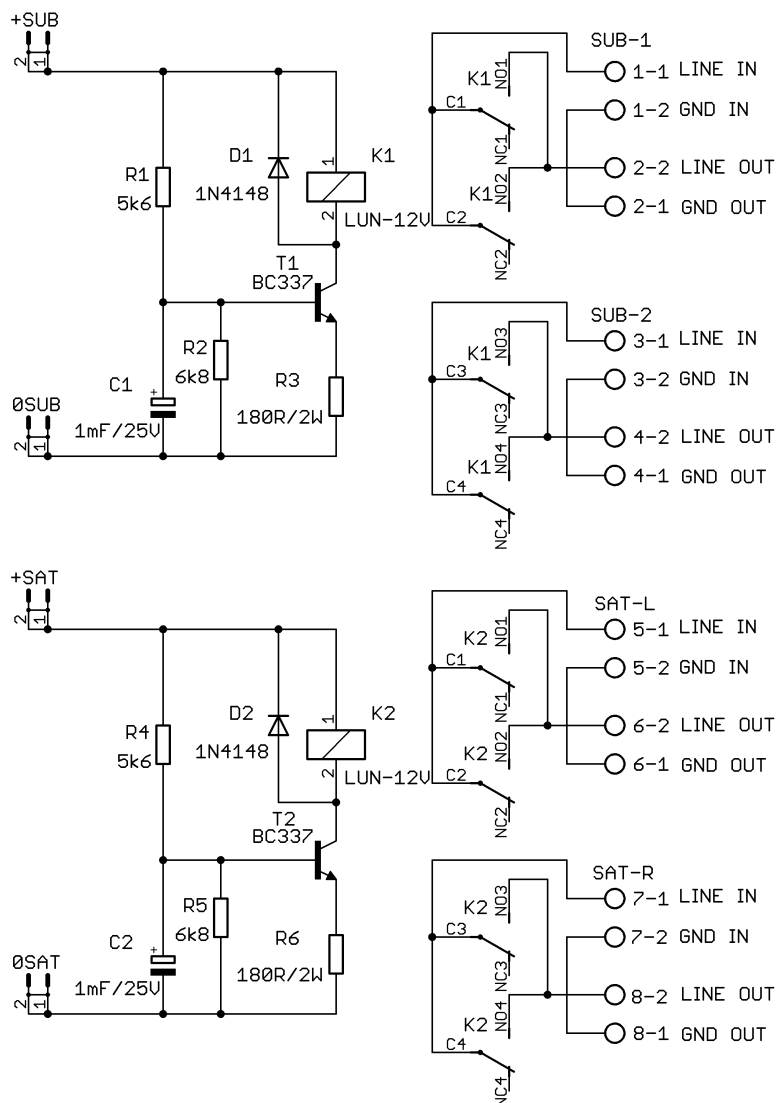 +SUB
2
1
R1
5k6
D1
1N4148
1
K1
2
LUN-12V
T1
BC337
R2
6k8
C1
+
1mF/25V
R3
180R/2W
0SUB
2
1
SUB-1
K1
NO1
C1
NC1
K1
NO2
C2
NC2
1-1 LINE IN
1-2 GND IN
2-2 LINE OUT
2-1 GND OUT
SUB-2
K1
NO3
C3
NC3
K1
NO4
C4
NC4
3-1 LINE IN
3-2 GND IN
4-2 LINE OUT
4-1 GND OUT
+SAT
2
1
R4
5k6
D2
1N4148
1
K2
2
LUN-12V
T2
BC337
R5
6k8
C2
+
1mF/25V
R6
180R/2W
0SAT
2
1
SAT-L
K2
NO1
C1
NC1
K2
NO2
C2
NC2
5-1 LINE IN
5-2 GND IN
6-2 LINE OUT
6-1 GND OUT
SAT-R
K2
NO3
C3
NC3
K2
NO4
C4
NC4
7-1 LINE IN
7-2 GND IN
8-2 LINE OUT
8-1 GND OUT